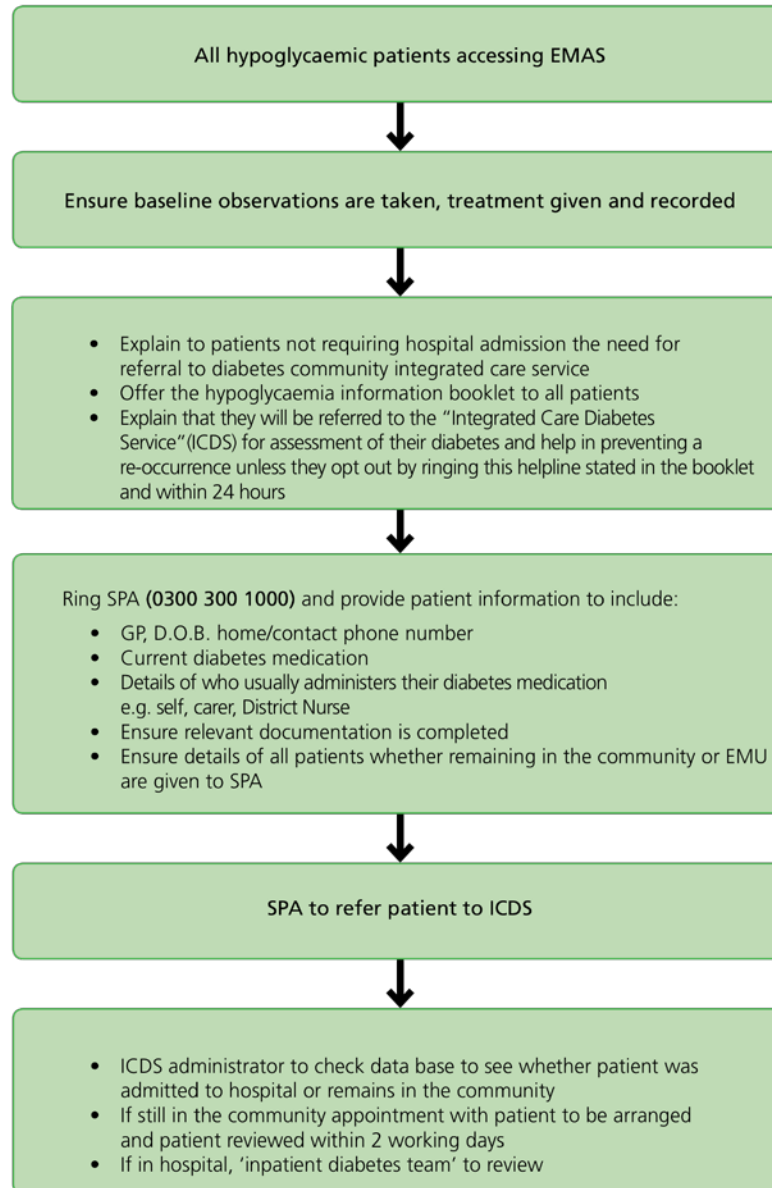 All hypoglycaemic patients accessing EMAS
Ensure baseline observations are taken, treatment given and recorded
• Explain to patients not requiring hospital admission the need for
referral to diabetes community integrated care service
• Offer the hypoglycaemia information booklet to all patients
• Explain that they will be referred to the “Integrated Care Diabetes
Service”(ICDS) for assessment of their diabetes and help in preventing a
re-occurrence unless they opt out by ringing this helpline stated in the booklet
and within 24 hours
Ring SPA (0300 300 1000) and provide patient information to include:
• GP, D.O.B. home/contact phone number
• Current diabetes medication
• Details of who usually administers their diabetes medication
e.g. self, carer, District Nurse
• Ensure relevant documentation is completed
• Ensure details of all patients whether remaining in the community or EMU
are given to SPA
SPA to refer patient to ICDS
• ICDS administrator to check data base to see whether patient was
admitted to hospital or remains in the community
• If still in the community appointment with patient to be arranged
and patient reviewed within 2 working days
• If in hospital, ‘inpatient diabetes team’ to review